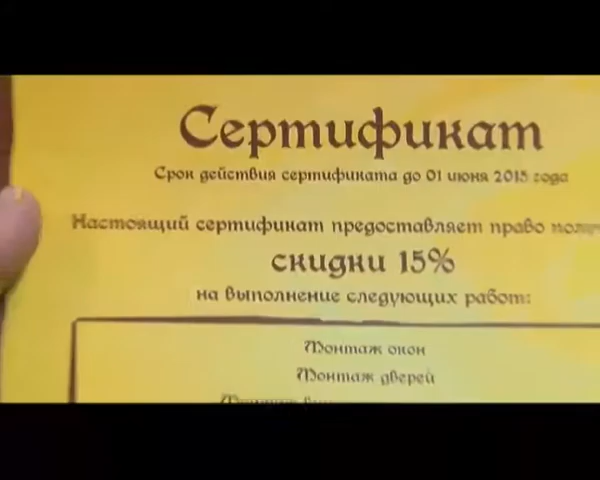 Сертификат
Срок действия сертификата до 01 июня 2015 года
Настоящий сертификат предоставляет право
скидки 15%
на выполнение следующих работ:
Монтаж окон
Монтаж дверей